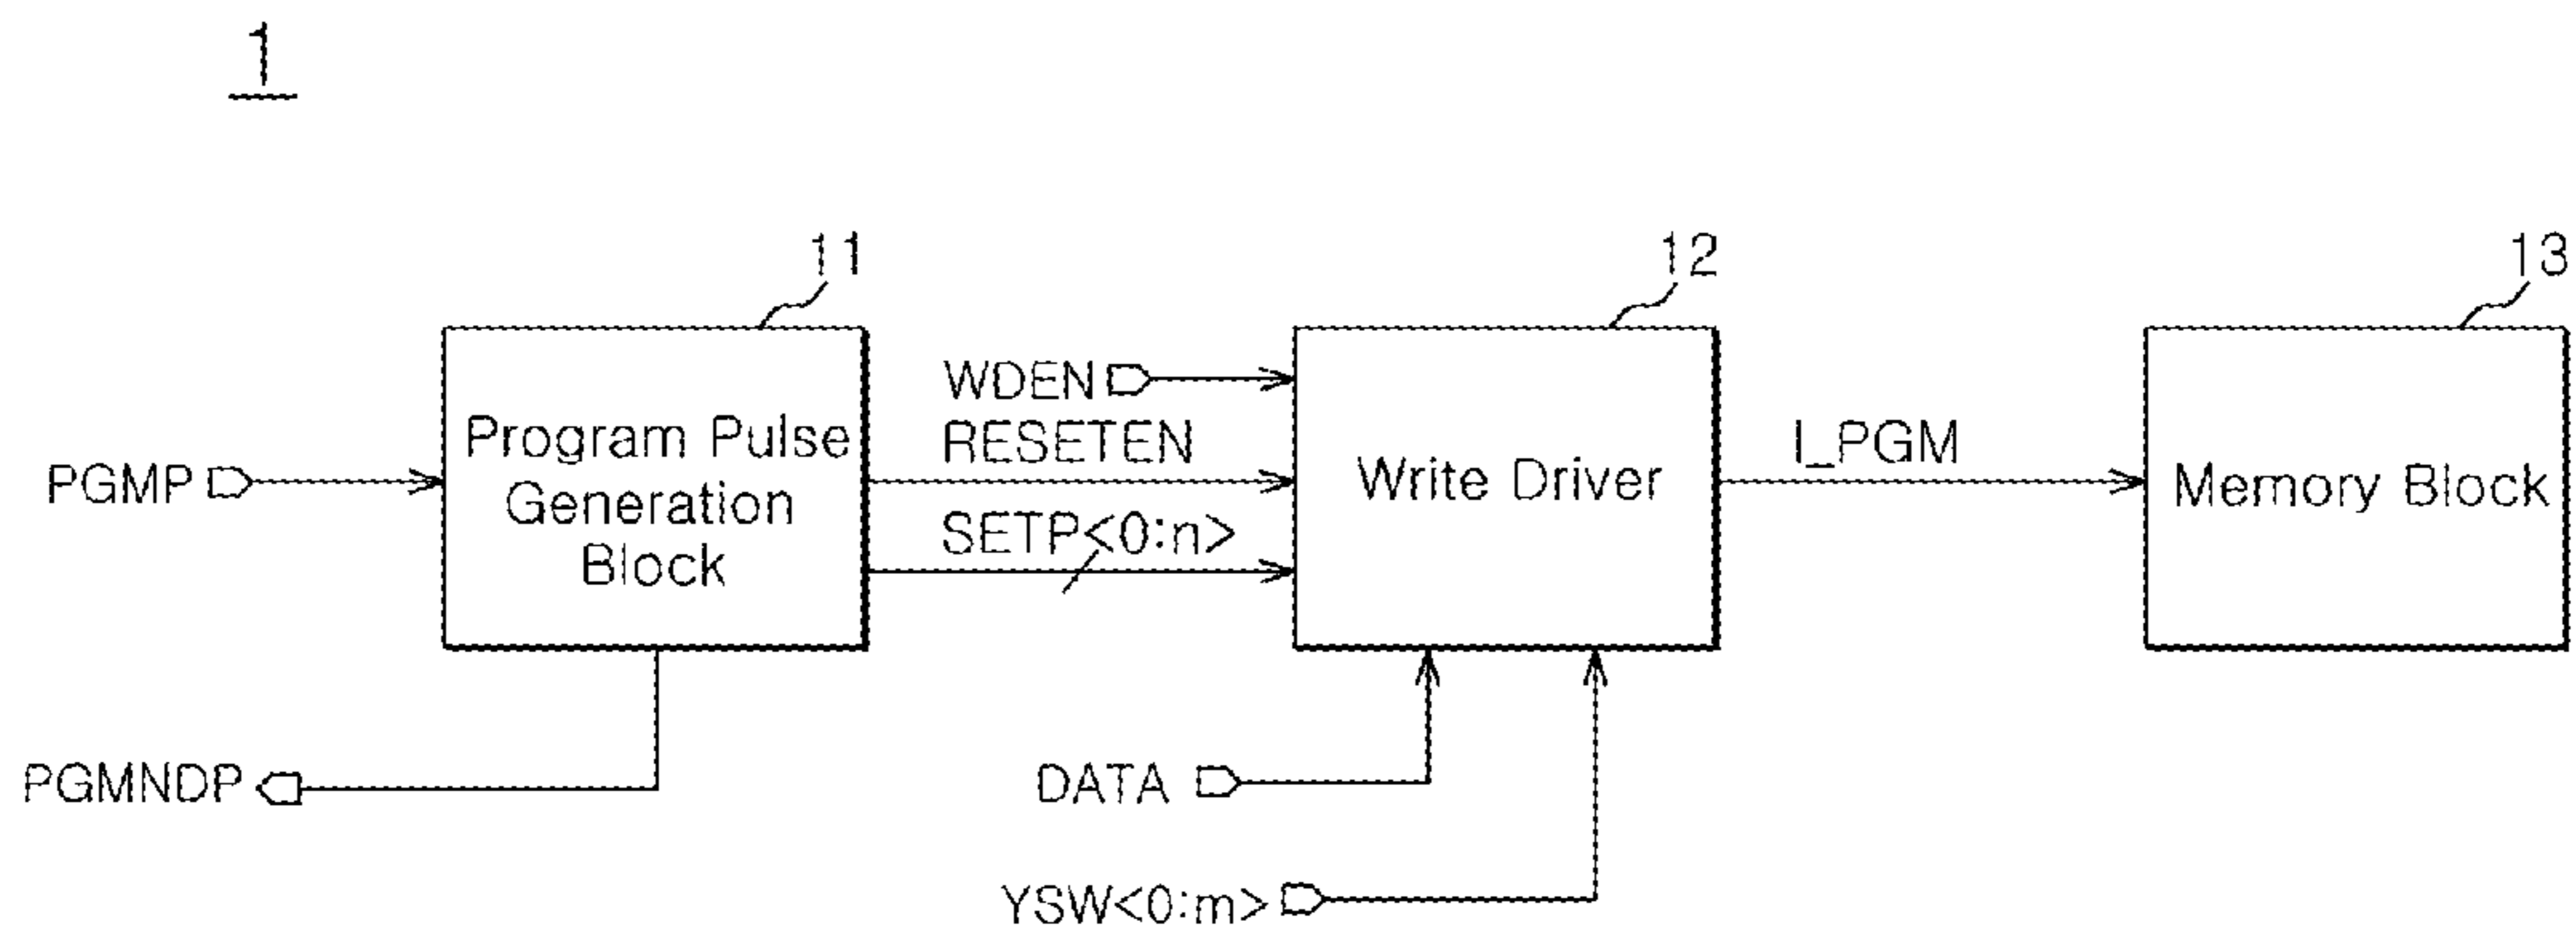 1
11
12
13
WDEN
RESETEN
SETP<0:n>
PGMP
Program Pulse
Generation
Block
Write Driver
I_PGM
Memory Block
PGMNDP
DATA
YSW<0:m>